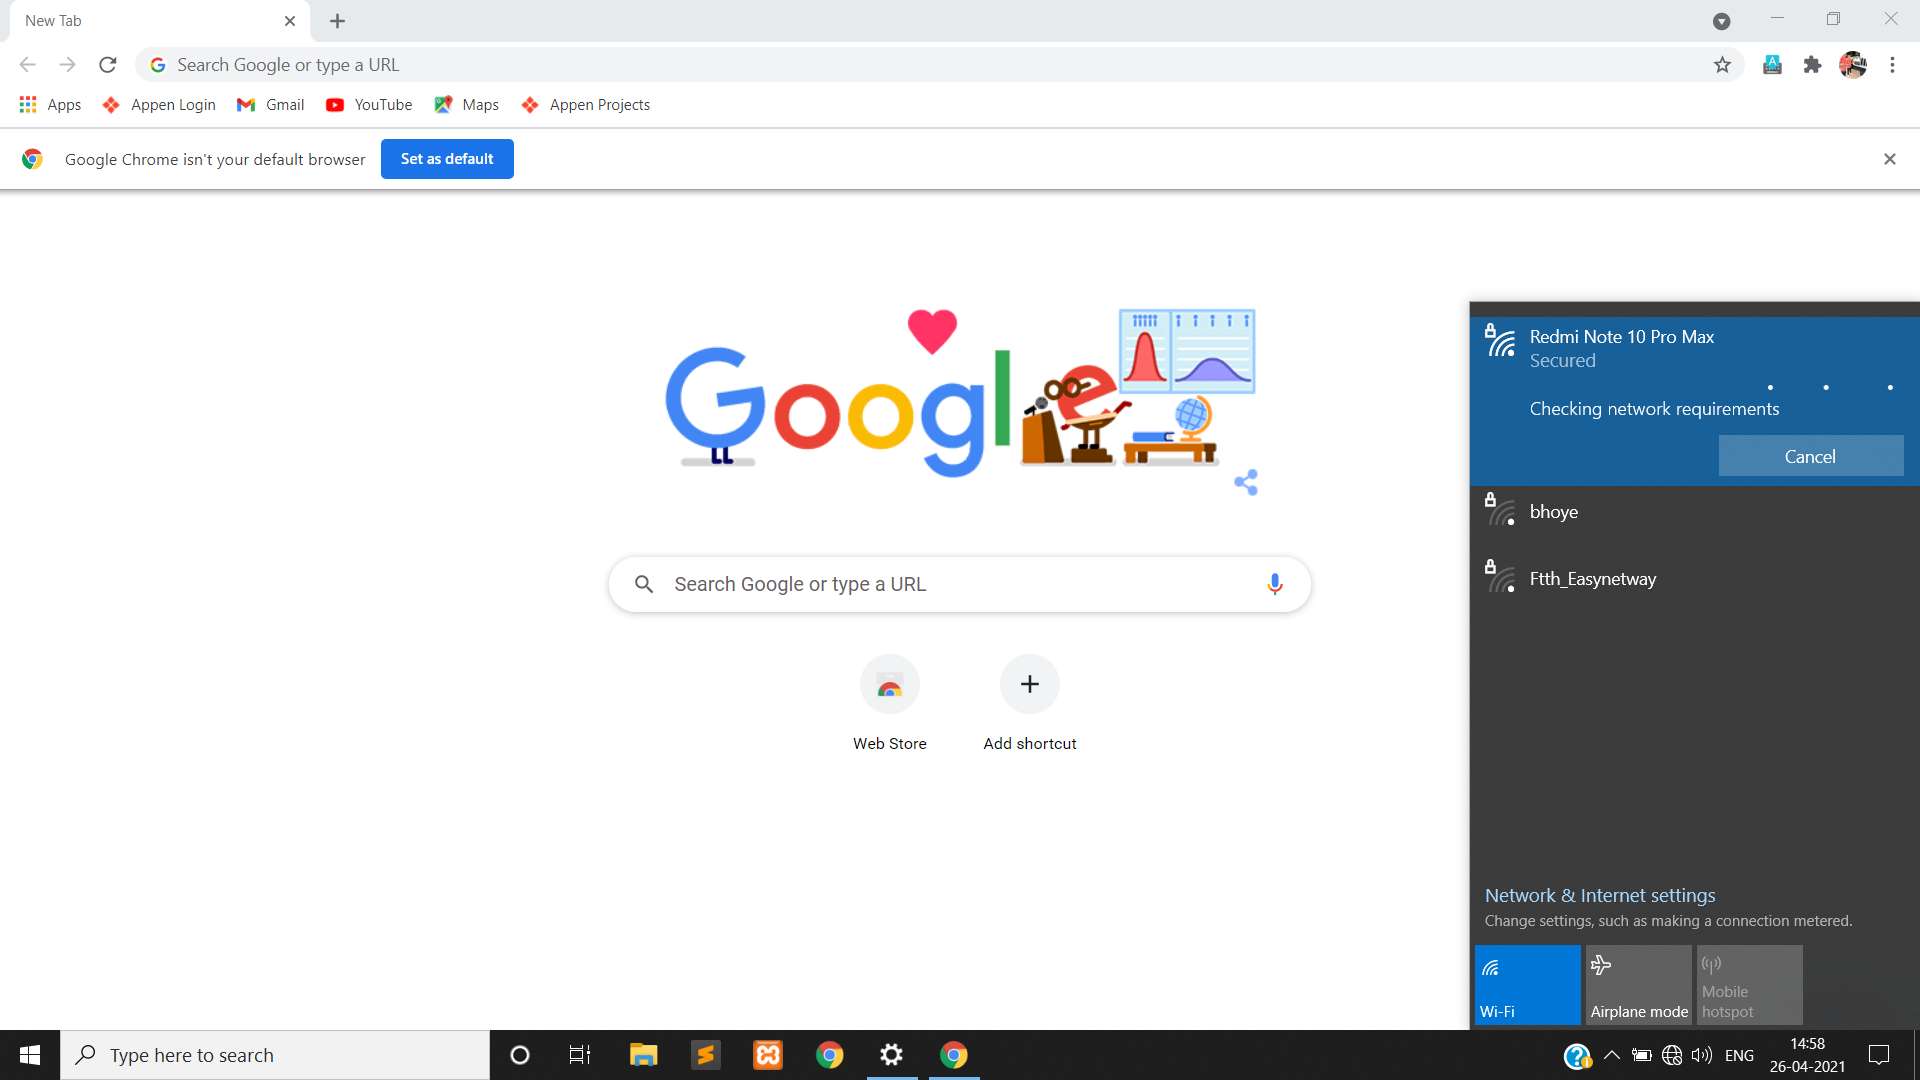 New Tab
Search Google or type a URL
Apps
Appen Login
Gmail
YouTube
Maps
Appen Projects
Google Chrome isn't your default browser
Set as default
Google
Search Google or type a URL
Web Store
Add shortcut
Redmi Note 10 Pro Max
Secured
Checking network requirements
Cancel
bhoye
Ftth_Easynetway
Network & Internet settings
Change settings, such as making a connection metered.
Wi-Fi
Airplane mode
Mobile
hotspot
Type here to search
ENG
14:58
26-04-2021